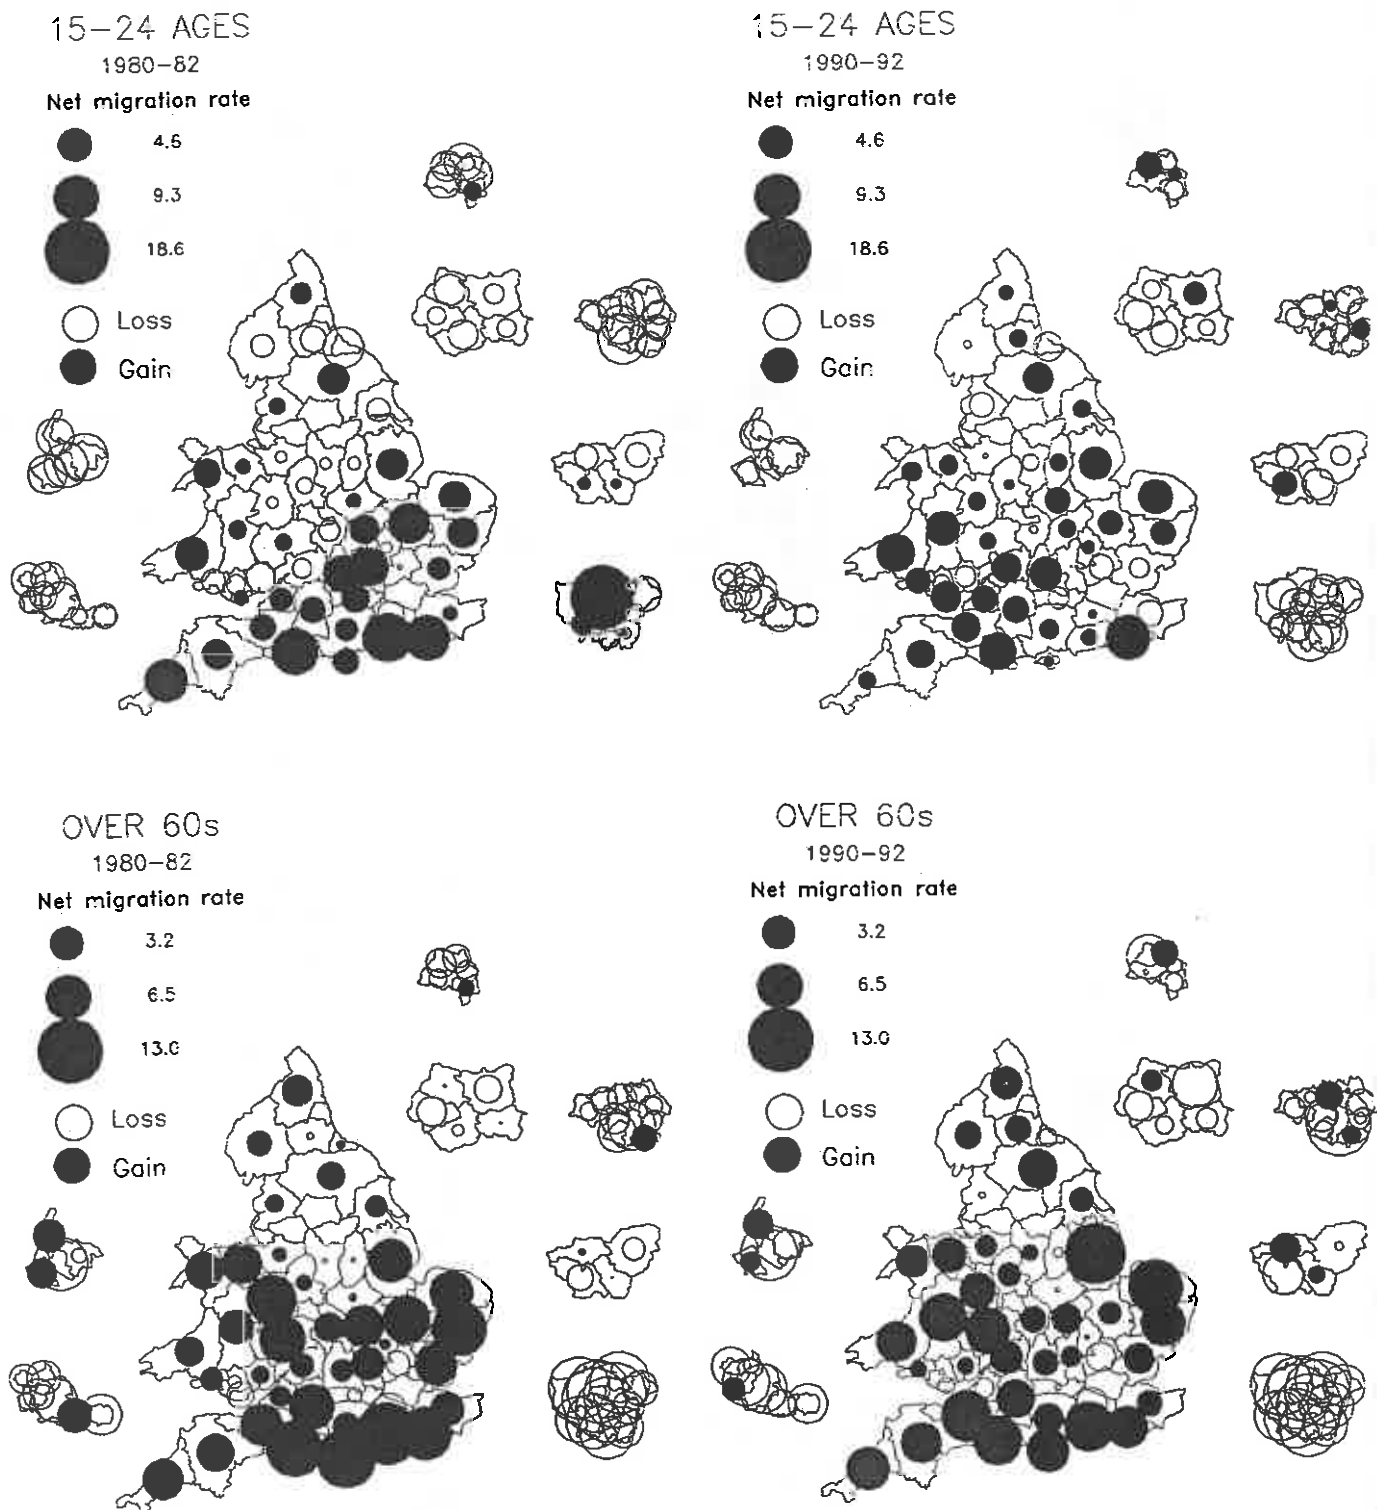 15–24 AGES
1980–82
Net migration rate
4.6
9.3
18.6
Loss
Gain
15–24 AGES
1990–92
Net migration rate
4.6
9.3
18.6
Loss
Gain
OVER 60s
1980–82
Net migration rate
3.2
6.5
13.0
Loss
Gain
OVER 60s
1990–92
Net migration rate
3.2
6.5
13.0
Loss
Gain